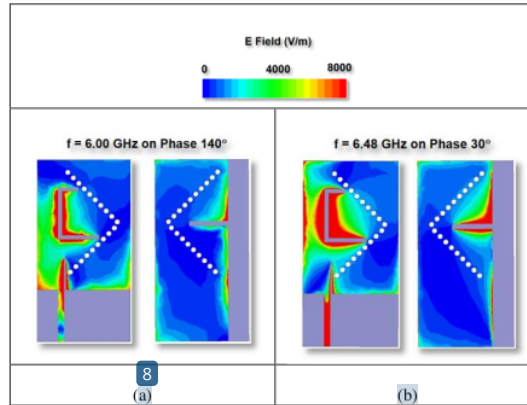 E Field (V/m)
0 4000 8000
f = 6.00 GHz on Phase 140°
f = 6.48 GHz on Phase 30°
8
(a)
(b)